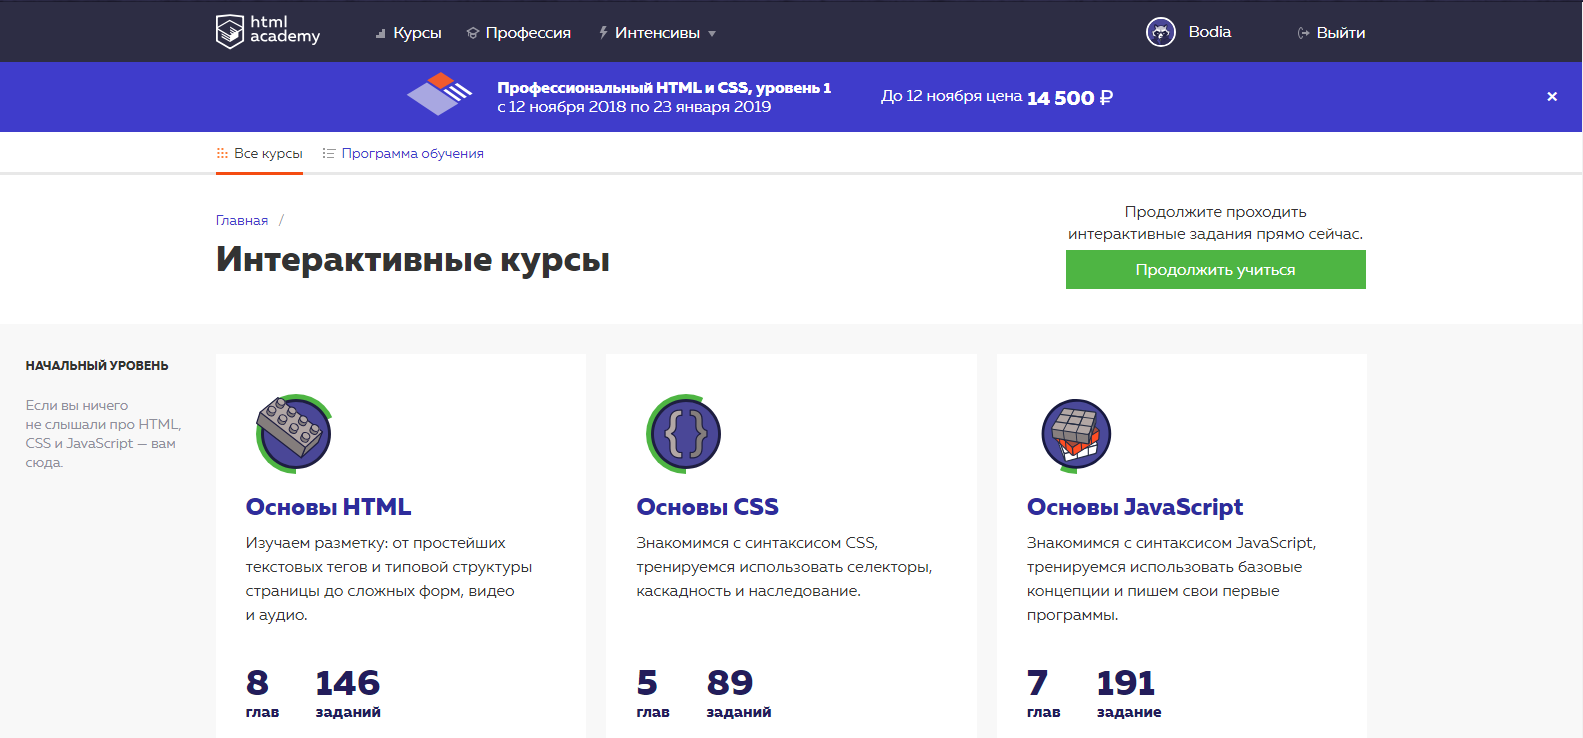 html
academy
Курсы
Профессия
Интенсивы
Bodia
Выйти
Профессиональный HTML и CSS, уровень 1
с 12 ноября 2018 по 23 января 2019
До 12 ноября цена 14 500 ₽
Все курсы
Программа обучения
Главная /
Интерактивные курсы
Продолжите проходить
интерактивные задания прямо сейчас.
Продолжить учиться
НАЧАЛЬНЫЙ УРОВЕНЬ
Если вы ничего
не слышали про HTML,
CSS и JavaScript — вам
сюда.
Основы HTML
Изучаем разметку: от простейших
текстовых тегов и типовой структуры
страницы до сложных форм, видео
и аудио.
8 146
глав заданий
Основы CSS
Знакомимся с синтаксисом CSS,
тренируемся использовать селекторы,
каскадность и наследование.
5 89
глав заданий
Основы JavaScript
Знакомимся с синтаксисом JavaScript,
тренируемся использовать базовые
концепции и пишем свои первые
программы.
7 191
глав задание